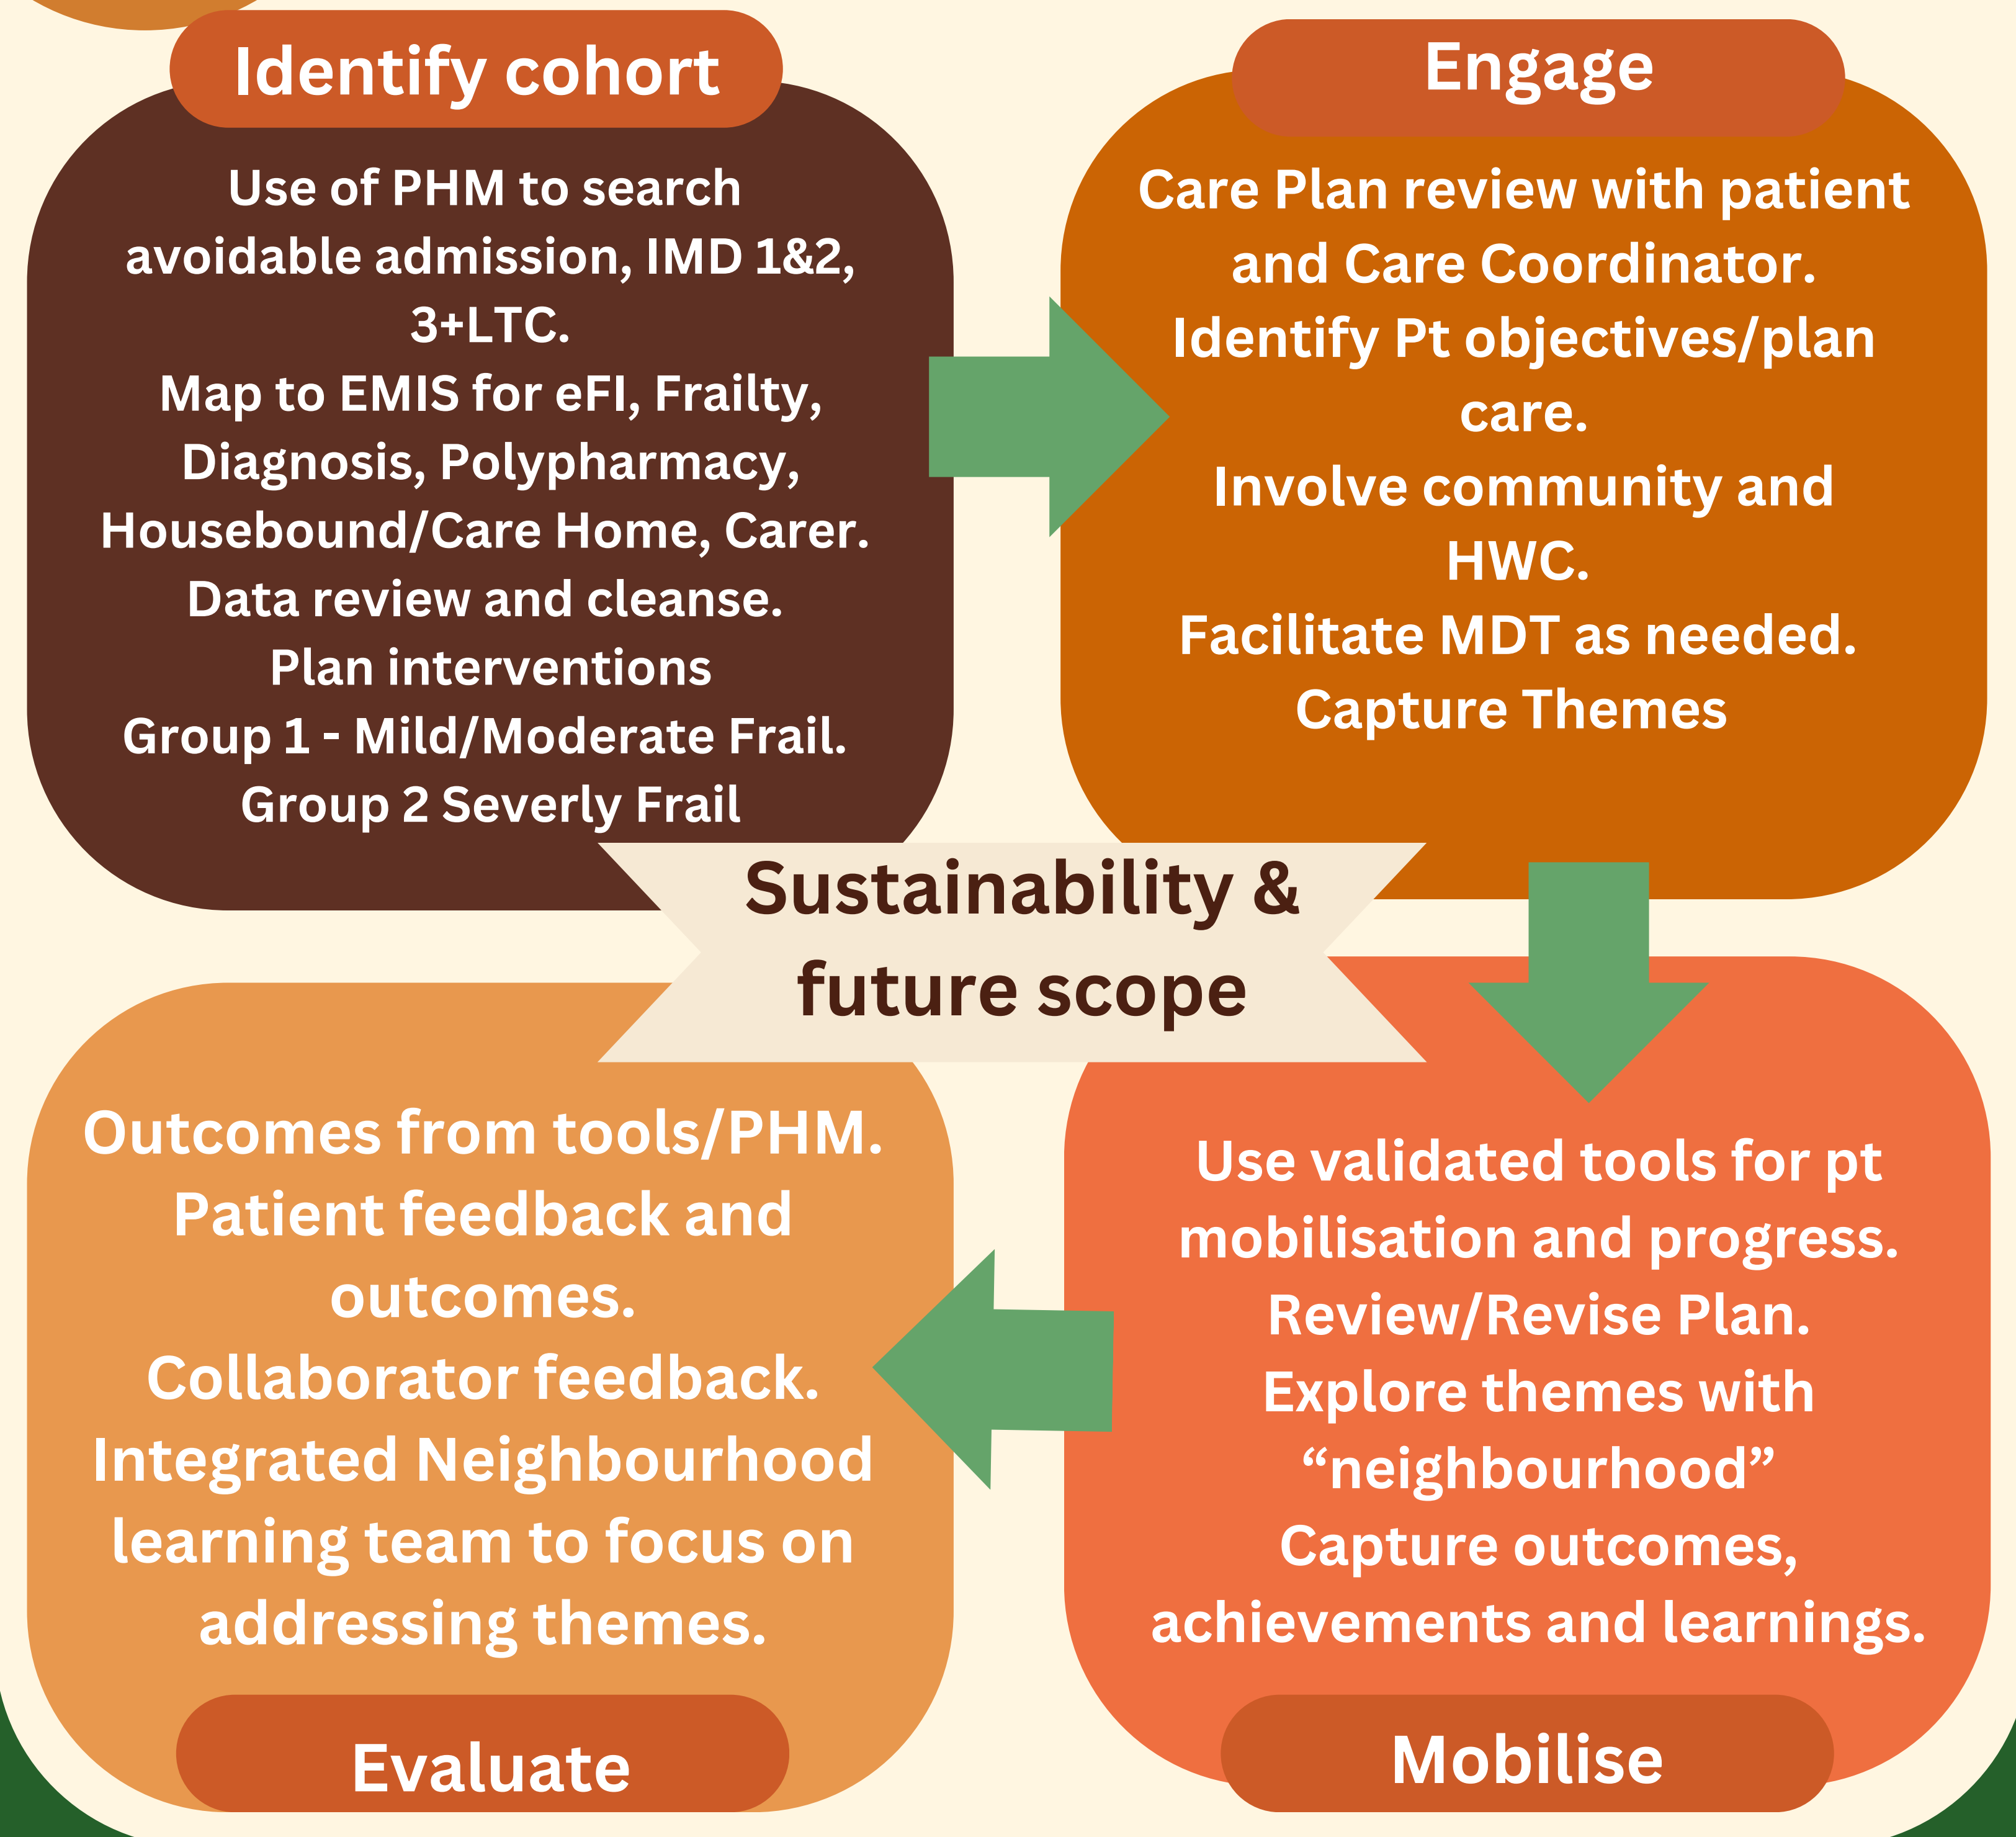 Identify cohort
Use of PHM to search
avoidable admission, IMD 1&2,
3+LTC.
Map to EMIS for eFI, Frailty,
Diagnosis, Polypharmacy,
Housebound/Care Home, Carer.
Data review and cleanse.
Plan interventions
Group 1 - Mild/Moderate Frail.
Group 2 Severly Frail
Engage
Care Plan review with patient
and Care Coordinator.
Identify Pt objectives/plan
care.
Involve community and
HWC.
Facilitate MDT as needed.
Capture Themes
Sustainability &
future scope
Use validated tools for pt
mobilisation and progress.
Review/Revise Plan.
Explore themes with
“neighbourhood”
Capture outcomes,
achievements and learnings.
Mobilise
Outcomes from tools/PHM.
Patient feedback and
outcomes.
Collaborator feedback.
Integrated Neighbourhood
learning team to focus on
addressing themes.
Evaluate